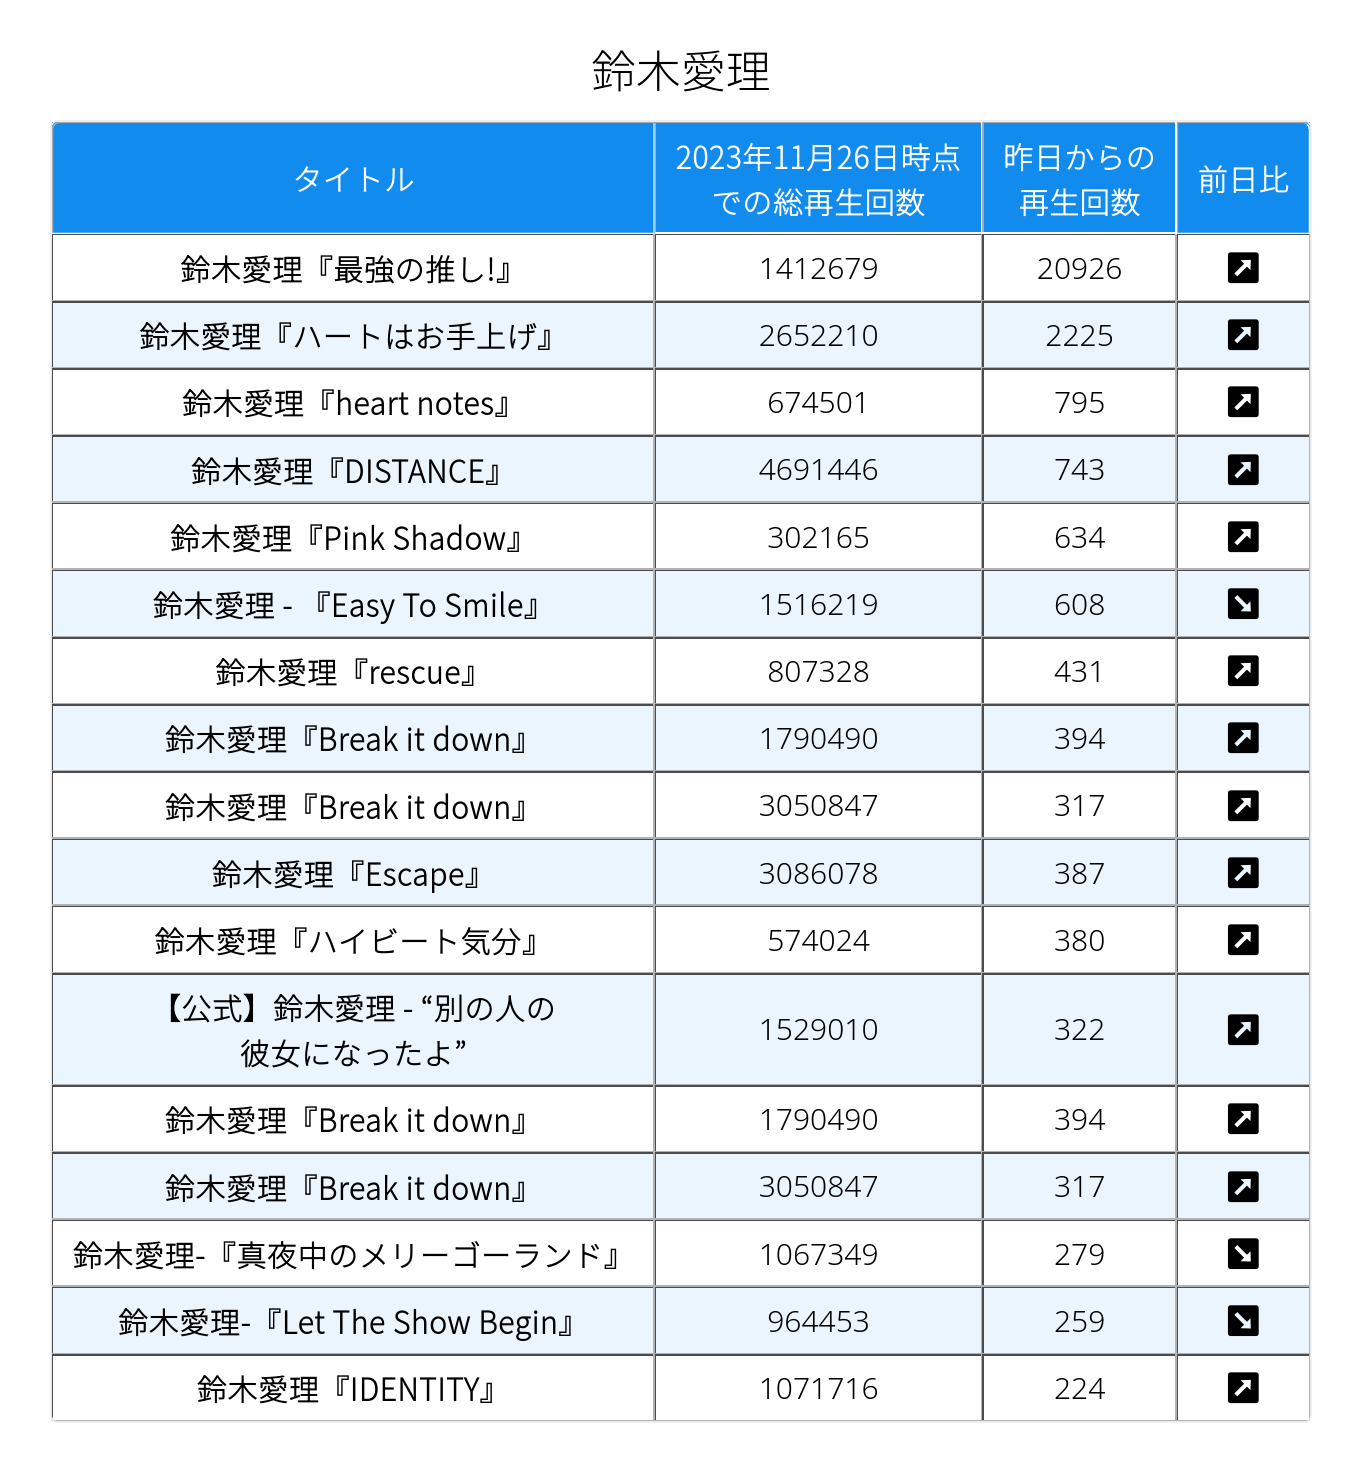 鈴木愛理
タイトル 2023年11月26日時点での総再生回数 昨日からの再生回数 前日比
鈴木愛理『最強の推し!』 1412679 20926 ↗
鈴木愛理『ハートはお手上げ』 2652210 2225 ↗
鈴木愛理『heart notes』 674501 795 ↗
鈴木愛理『DISTANCE』 4691446 743 ↗
鈴木愛理『Pink Shadow』 302165 634 ↗
鈴木愛理 - 『Easy To Smile』 1516219 608 ↘
鈴木愛理『rescue』 807328 431 ↗
鈴木愛理『Break it down』 1790490 394 ↗
鈴木愛理『Break it down』 3050847 317 ↗
鈴木愛理『Escape』 3086078 387 ↗
鈴木愛理『ハイビート気分』 574024 380 ↗
【公式】鈴木愛理 - “別の人の彼女になったよ” 1529010 322 ↗
鈴木愛理『Break it down』 1790490 394 ↗
鈴木愛理『Break it down』 3050847 317 ↗
鈴木愛理-『真夜中のメリーゴーランド』 1067349 279 ↘
鈴木愛理-『Let The Show Begin』 964453 259 ↘
鈴木愛理『IDENTITY』 1071716 224 ↗